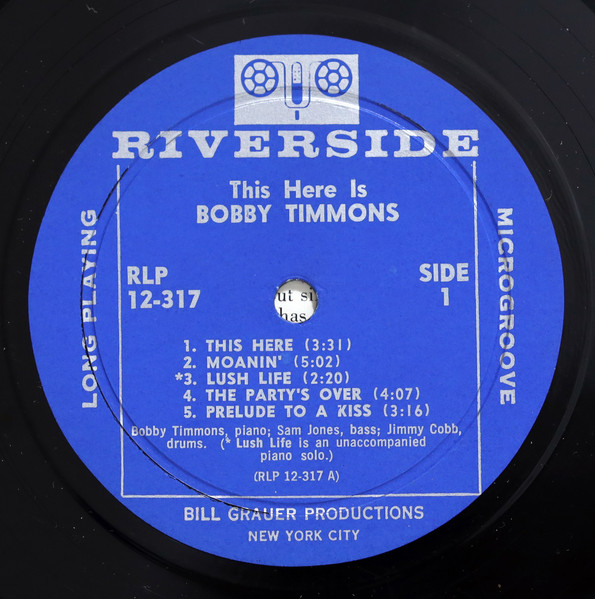 RIVERSIDE
This Here Is
BOBBY TIMMONS
LONG PLAYING
MICROGROOVE
RLP
12-317
SIDE
1
ut si
has
1. THIS HERE (3:31)
2. MOANIN' (5:02)
*3. LUSH LIFE (2:20)
4. THE PARTY'S OVER (4:07)
5. PRELUDE TO A KISS (3:16)
Bobby Timmons, piano; Sam Jones, bass; Jimmy Cobb,
drums. (* Lush Life is an unaccompanied
piano solo.)
(RLP 12-317 A)
BILL GRAUER PRODUCTIONS
NEW YORK CITY